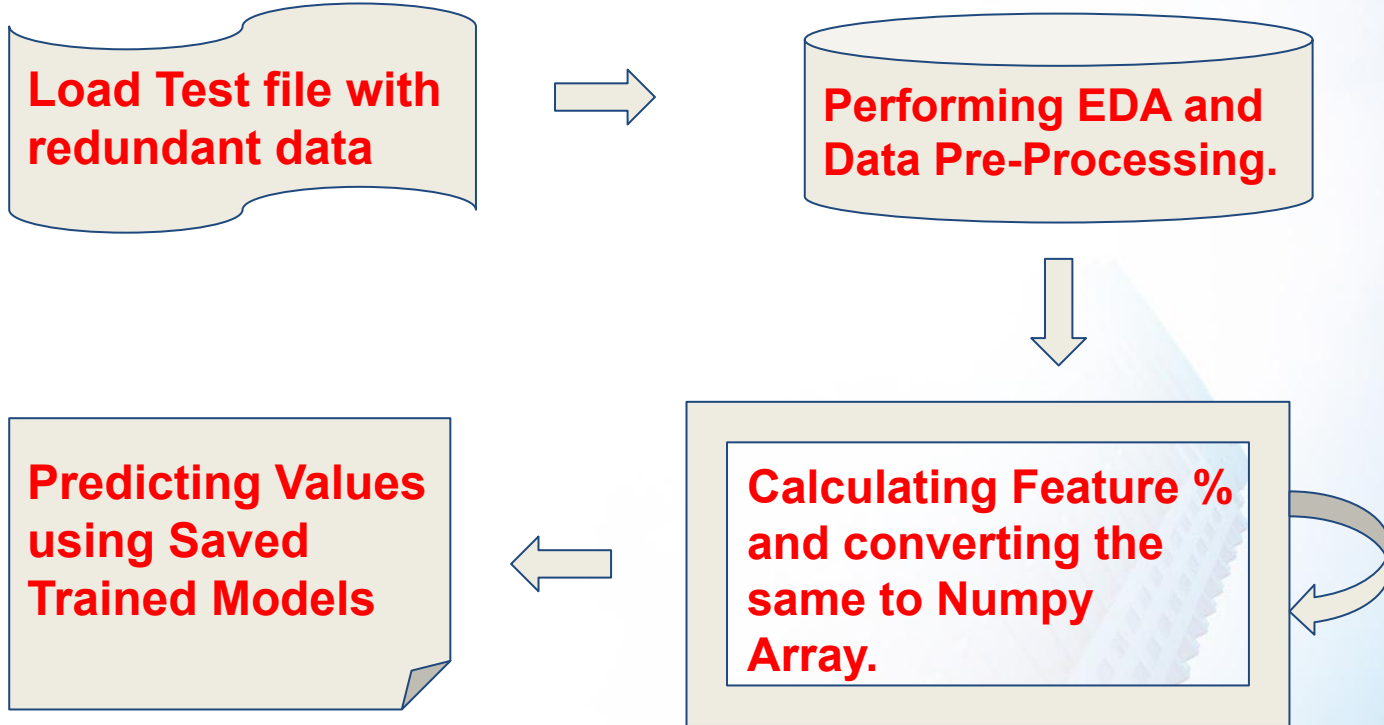 Load Test file with
redundant data
Performing EDA and
Data Pre-Processing.
Calculating Feature %
and converting the
same to Numpy
Array.
Predicting Values
using Saved
Trained Models